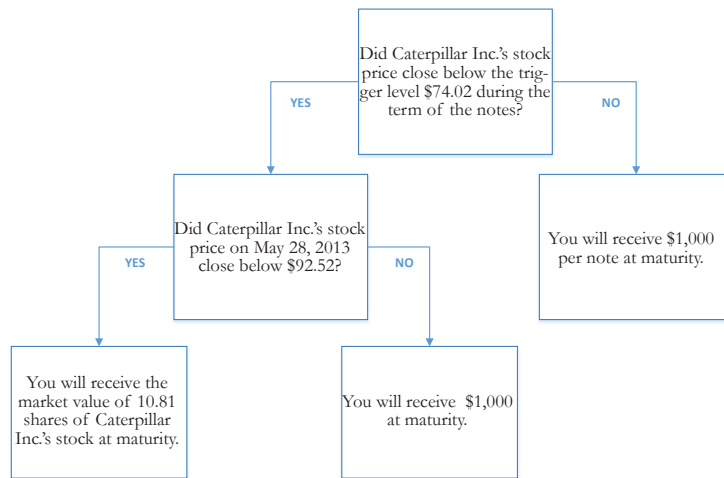 Did Caterpillar Inc.'s stock
price close below the trig-
ger level $74.02 during the
term of the notes?
YES
NO
Did Caterpillar Inc.'s stock
price on May 28, 2013
close below $92.52?
You will receive $1,000
per note at maturity.
YES
NO
You will receive the
market value of 10.81
shares of Caterpillar
Inc.'s stock at maturity.
You will receive $1,000
at maturity.